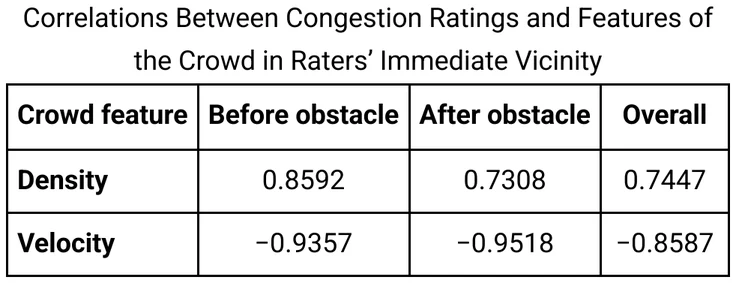 Correlations Between Congestion Ratings and Features of
the Crowd in Raters’ Immediate Vicinity
Crowd feature Before obstacle After obstacle Overall
Density 0.8592 0.7308 0.7447
Velocity −0.9357 −0.9518 −0.8587